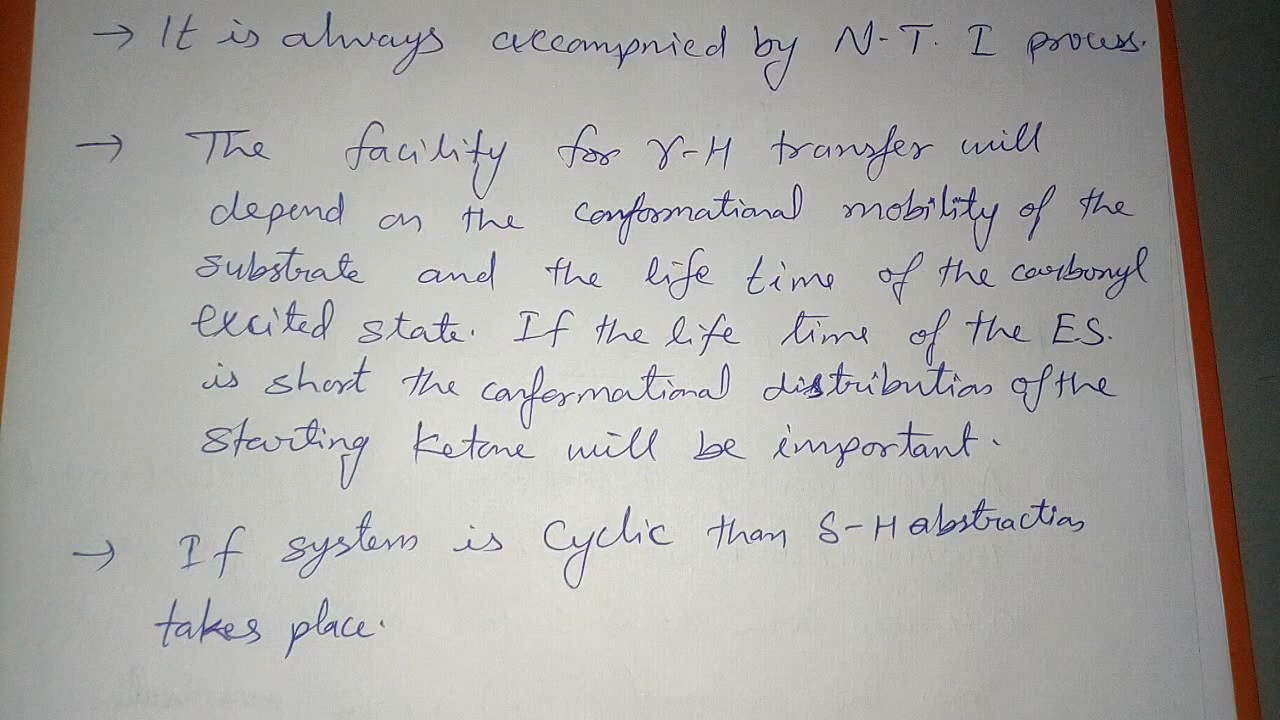 → It is always accompnied by N-T. I process.
→ The facility for γ-H transfer will
depend on the conformational mobility of the
substrate and the life time of the carbonyl
excited state. If the life time of the E.S.
is short the conformational distribution of the
starting ketone will be important.
→ If system is cyclic than δ-H abstraction
takes place.